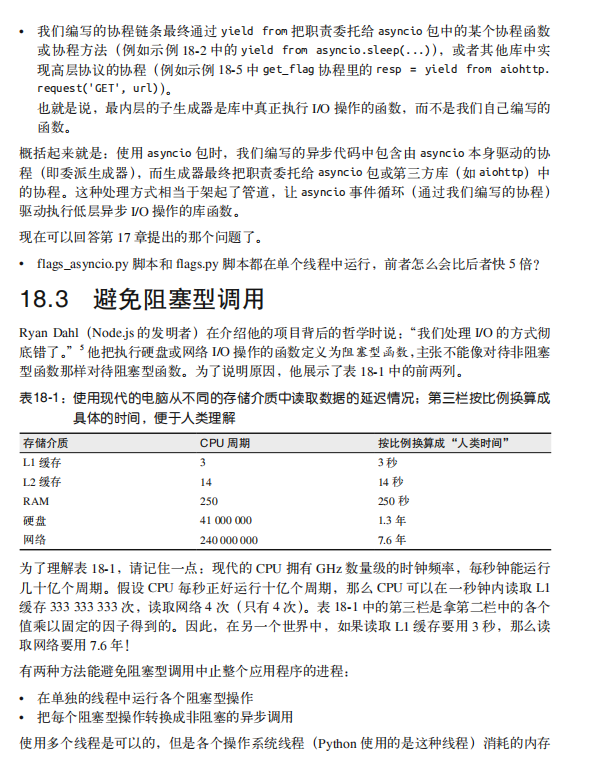 • 我们编写的协程链条最终通过 yield from 把职责委托给 asyncio 包中的某个协程函数
或协程方法（例如示例 18-2 中的 yield from asyncio.sleep(...)），或者其他库中实
现高层协议的协程（例如示例 18-5 中 get_flag 协程里的 resp = yield from aiohttp.
request('GET', url)）。
也就是说，最内层的子生成器是库中真正执行 I/O 操作的函数，而不是我们自己编写的
函数。
概括起来就是：使用 asyncio 包时，我们编写的异步代码中包含由 asyncio 本身驱动的协
程（即委派生成器），而生成器最终把职责委托给 asyncio 包或第三方库（如 aiohttp）中
的协程。这种处理方式相当于架起了管道，让 asyncio 事件循环（通过我们编写的协程）
驱动执行低层异步 I/O 操作的库函数。
现在可以回答第 17 章提出的那个问题了。
• flags_asyncio.py 脚本和 flags.py 脚本都在单个线程中运行，前者怎么会比后者快 5 倍？
18.3 避免阻塞型调用
Ryan Dahl（Node.js 的发明者）在介绍他的项目背后的哲学时说：“我们处理 I/O 的方式彻
底错了。”5 他把执行硬盘或网络 I/O 操作的函数定义为阻塞型函数，主张不能像对待非阻塞
型函数那样对待阻塞型函数。为了说明原因，他展示了表 18-1 中的前两列。
表18-1：使用现代的电脑从不同的存储介质中读取数据的延迟情况；第三栏按比例换算成
具体的时间，便于人类理解
存储介质 CPU 周期 按比例换算成“人类时间”
L1 缓存 3 3 秒
L2 缓存 14 14 秒
RAM 250 250 秒
硬盘 41 000 000 1.3 年
网络 240 000 000 7.6 年
为了理解表 18-1，请记住一点：现代的 CPU 拥有 GHz 数量级的时钟频率，每秒钟能运行
几十亿个周期。假设 CPU 每秒正好运行十亿个周期，那么 CPU 可以在一秒钟内读取 L1
缓存 333 333 333 次，读取网络 4 次（只有 4 次）。表 18-1 中的第三栏是拿第二栏中的各个
值乘以固定的因子得到的。因此，在另一个世界中，如果读取 L1 缓存要用 3 秒，那么读
取网络要用 7.6 年！
有两种方法能避免阻塞型调用中止整个应用程序的进程：
• 在单独的线程中运行各个阻塞型操作
• 把每个阻塞型操作转换成非阻塞的异步调用
使用多个线程是可以的，但是各个操作系统线程（Python 使用的是这种线程）消耗的内存